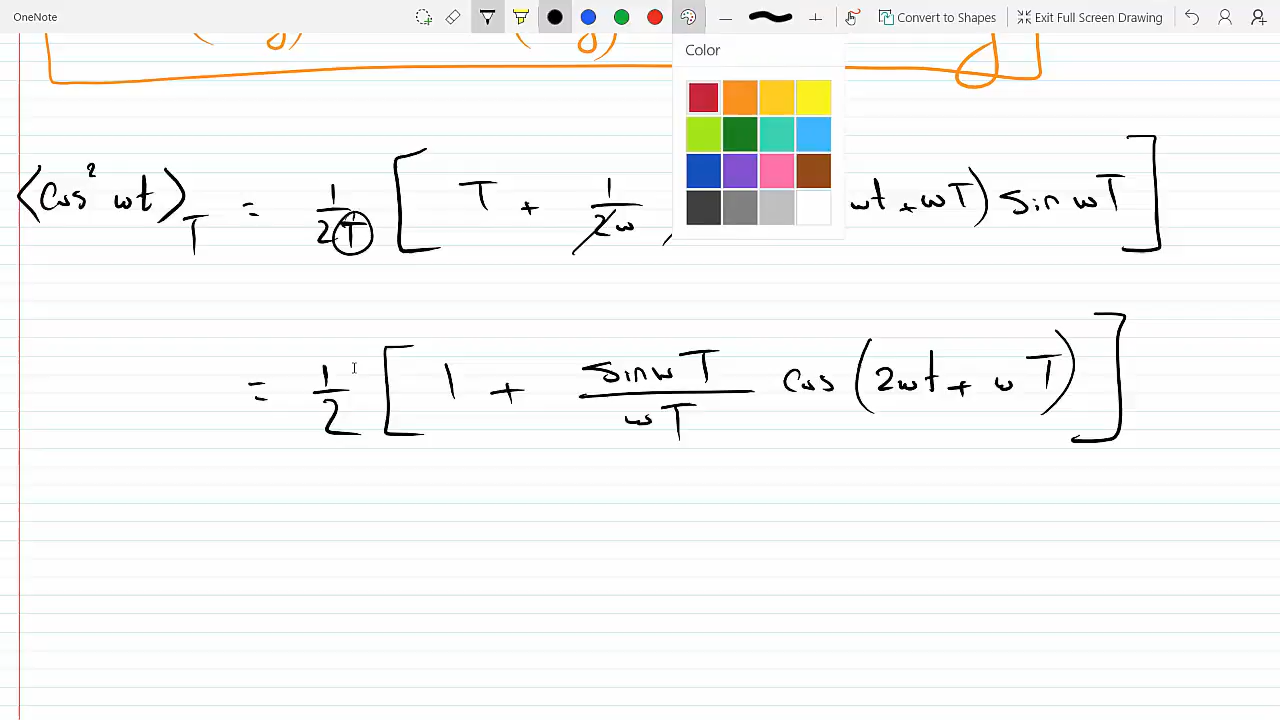 OneNote
Convert to Shapes
Exit Full Screen Drawing
Color
⟨cos² ωt⟩_T = 1/2T [ T + 1/2ω ωt + ωT) sin ωT ]
= 1/2 [ 1 + sin ωT / ωT cos (2ωt + ωT) ]